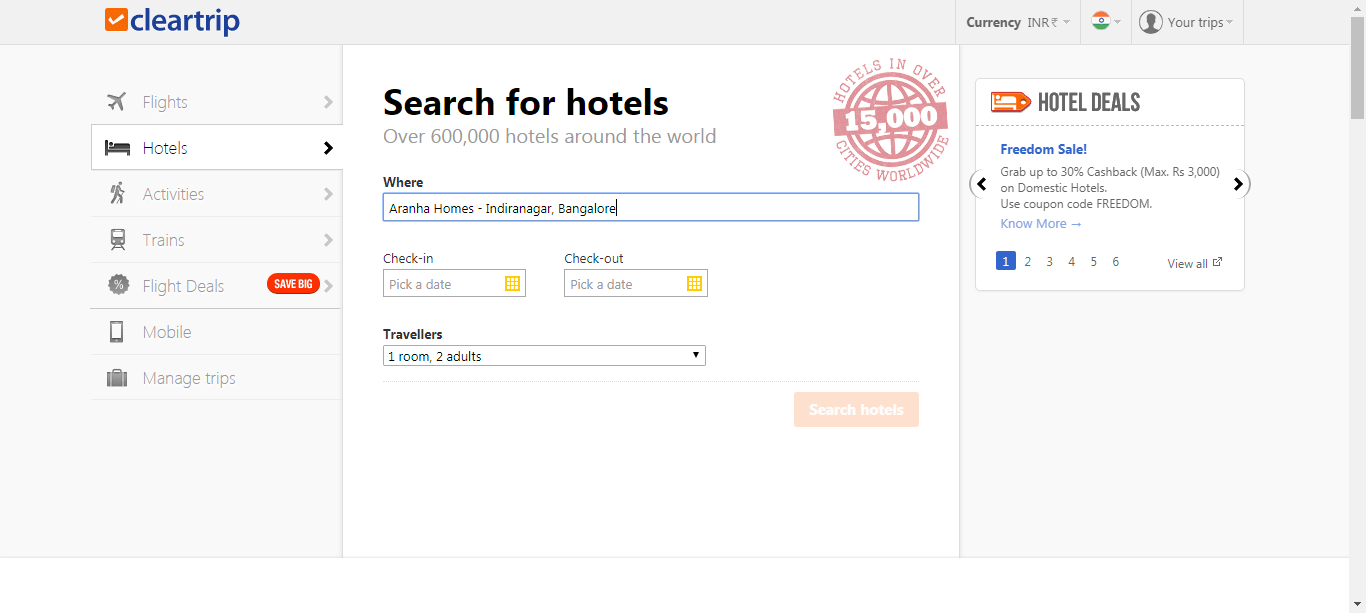 cleartrip
Currency INR₹
Your trips
Flights
Hotels
Activities
Trains
Flight Deals SAVE BIG
Mobile
Manage trips
Search for hotels
Over 600,000 hotels around the world
HOTELS IN OVER
15,000
CITIES WORLDWIDE
Where
Aranha Homes - Indiranagar, Bangalore
Check-in Check-out
Pick a date Pick a date
Travellers
1 room, 2 adults
Search hotels
HOTEL DEALS
Freedom Sale!
Grab up to 30% Cashback (Max. Rs 3,000)
on Domestic Hotels.
Use coupon code FREEDOM.
Know More →
1 2 3 4 5 6 View all